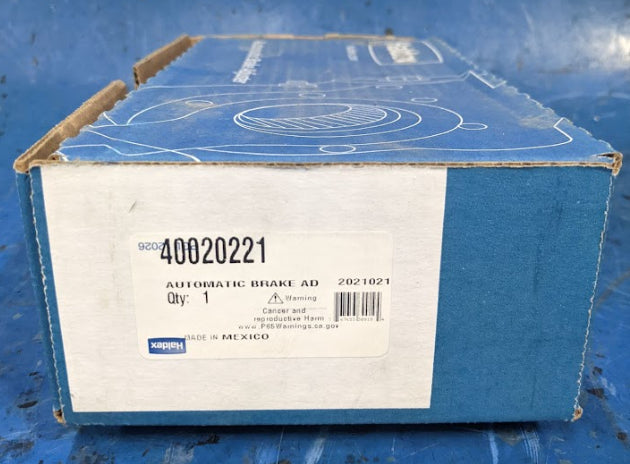 Haldex
40020221
AUTOMATIC BRAKE AD 2021021
Qty: 1
Warning
Cancer and
reproductive Harm
www.P65Warnings.ca.gov
Haldex
MADE IN MEXICO